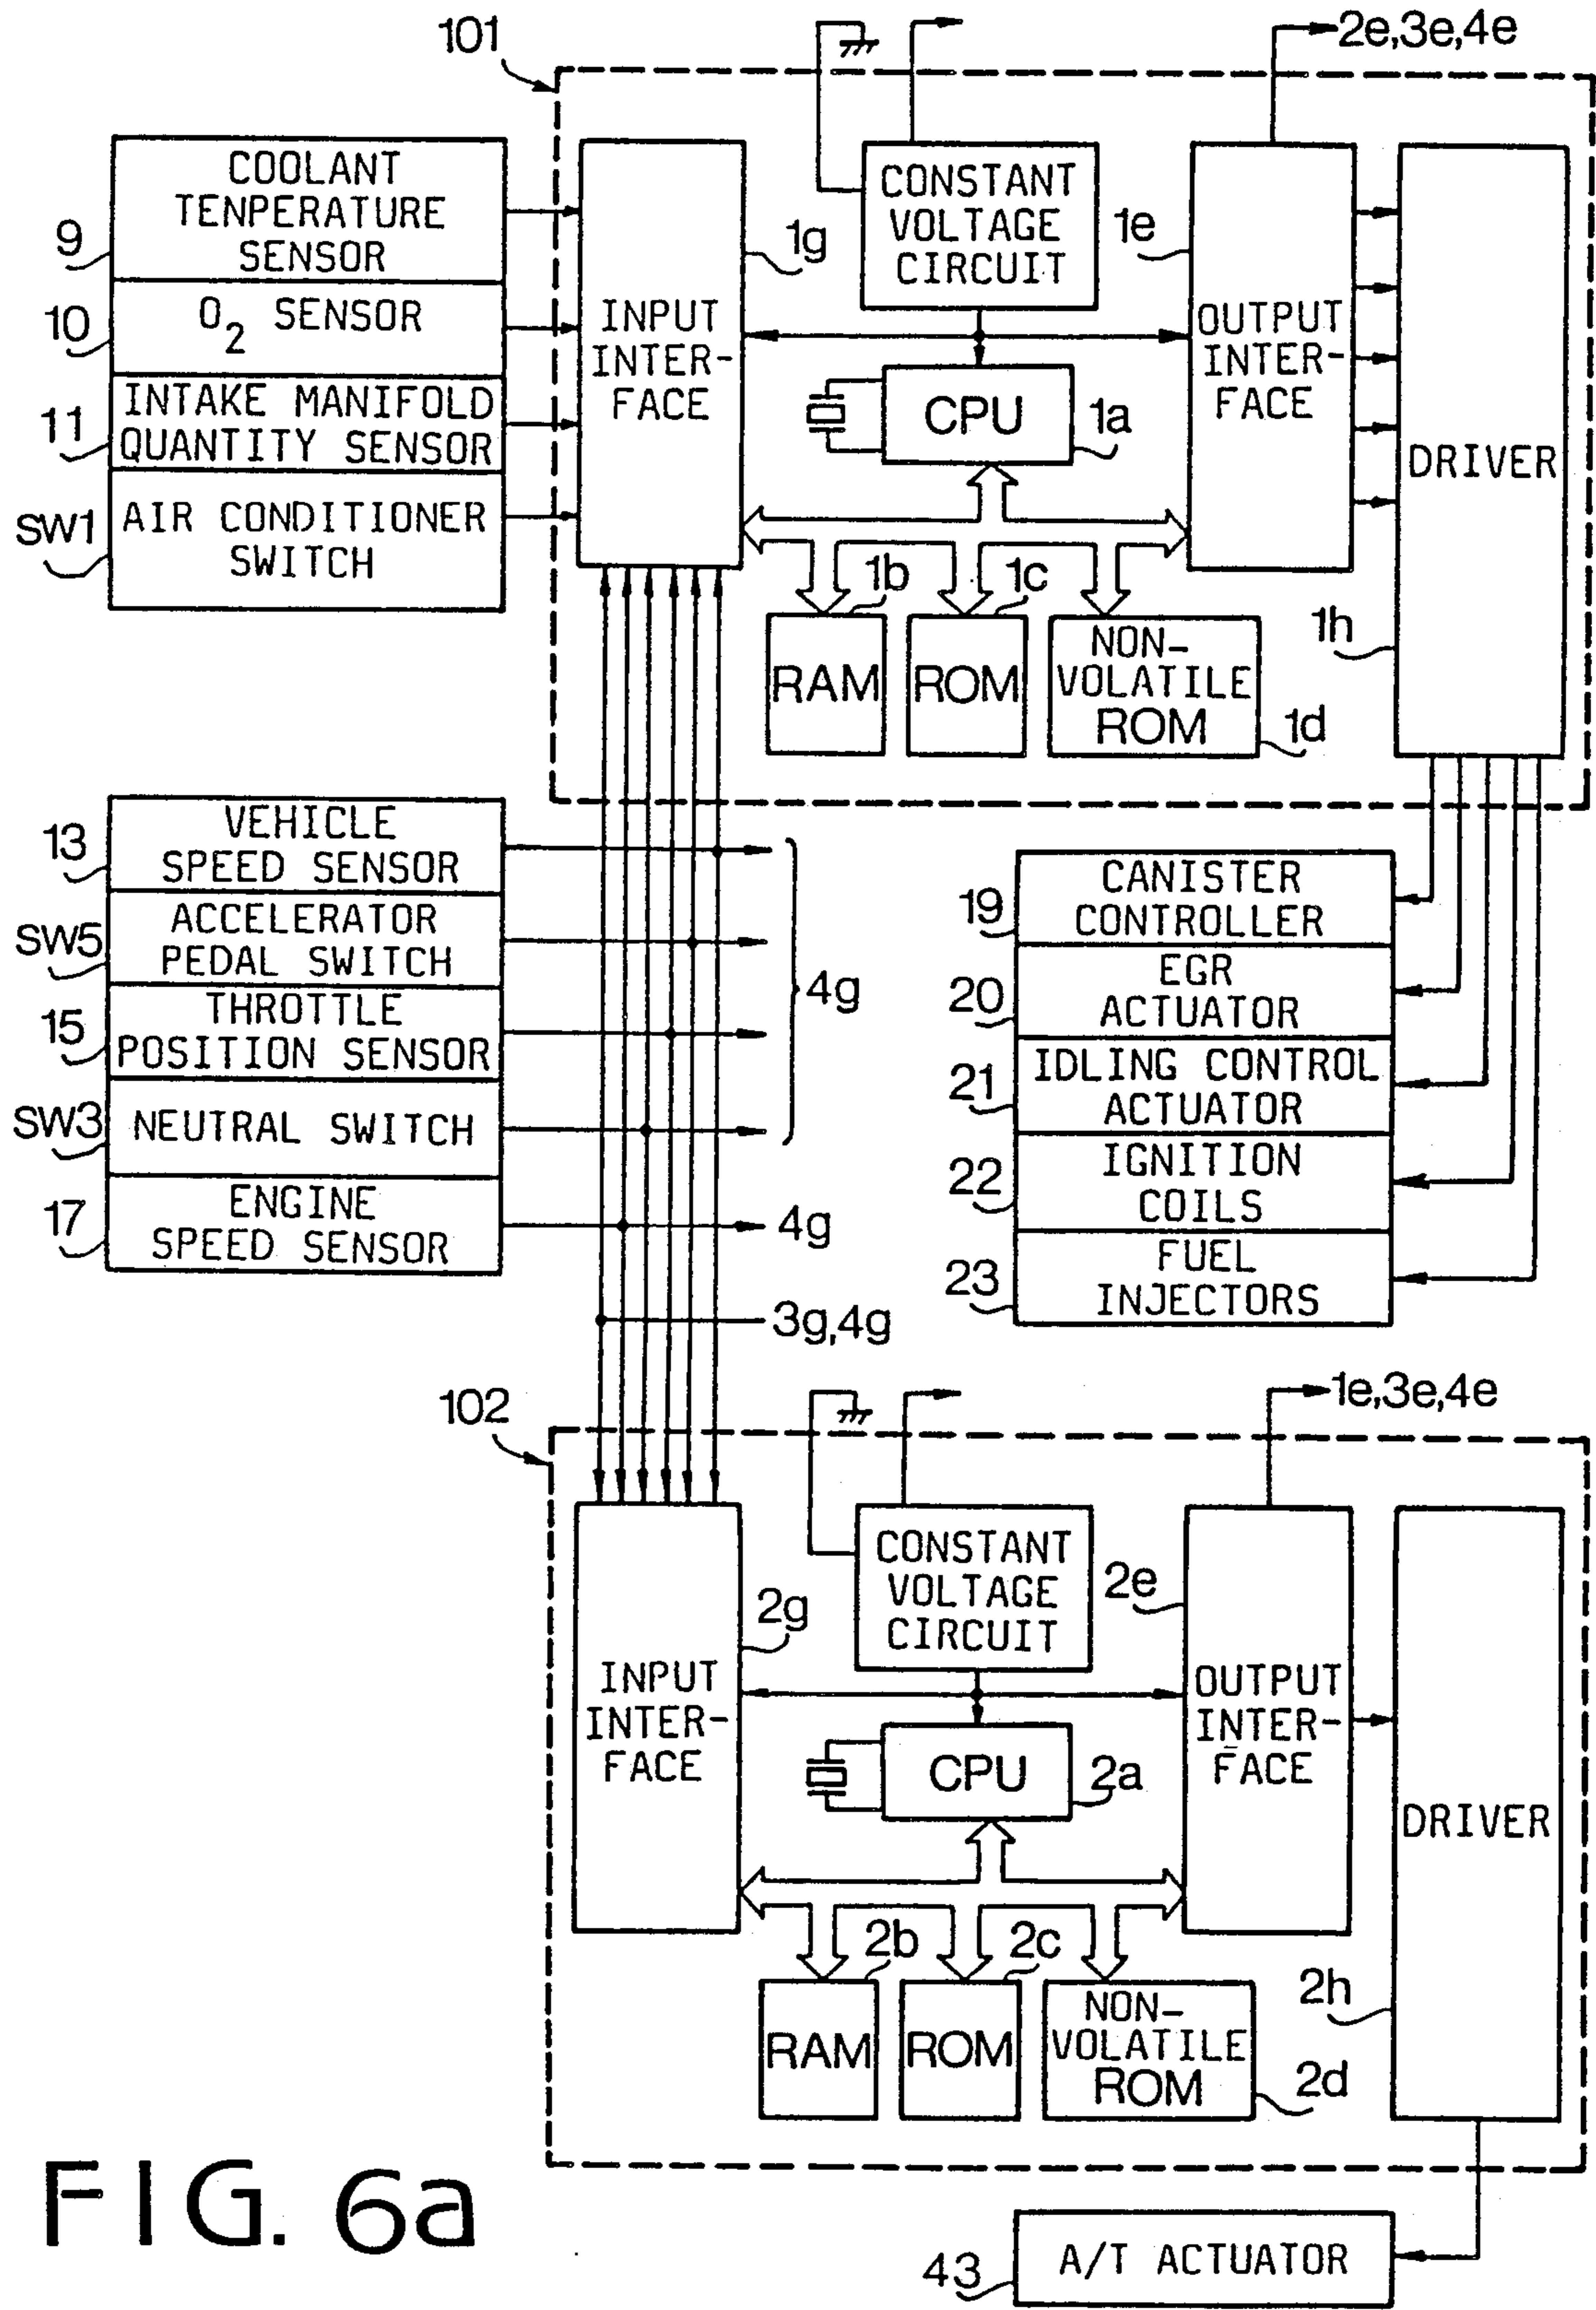 101
2e,3e,4e
COOLANT
TENPERATURE
SENSOR
9
O2 SENSOR
10
INTAKE MANIFOLD
QUANTITY SENSOR
11
AIR CONDITIONER
SWITCH
SW1
INPUT
INTER-
FACE
1g
CONSTANT
VOLTAGE
CIRCUIT
1e
OUTPUT
INTER-
FACE
CPU
1a
DRIVER
1h
1b
RAM
1c
ROM
NON-
VOLATILE
ROM
1d
VEHICLE
SPEED SENSOR
13
ACCELERATOR
PEDAL SWITCH
SW5
THROTTLE
POSITION SENSOR
15
NEUTRAL SWITCH
SW3
ENGINE
SPEED SENSOR
17
4g
4g
3g,4g
CANISTER
CONTROLLER
19
EGR
ACTUATOR
20
IDLING CONTROL
ACTUATOR
21
IGNITION
COILS
22
FUEL
INJECTORS
23
102
1e,3e,4e
INPUT
INTER-
FACE
2g
CONSTANT
VOLTAGE
CIRCUIT
2e
OUTPUT
INTER-
FACE
CPU
2a
DRIVER
2h
2b
RAM
2c
ROM
NON-
VOLATILE
ROM
2d
A/T ACTUATOR
43
FIG. 6a